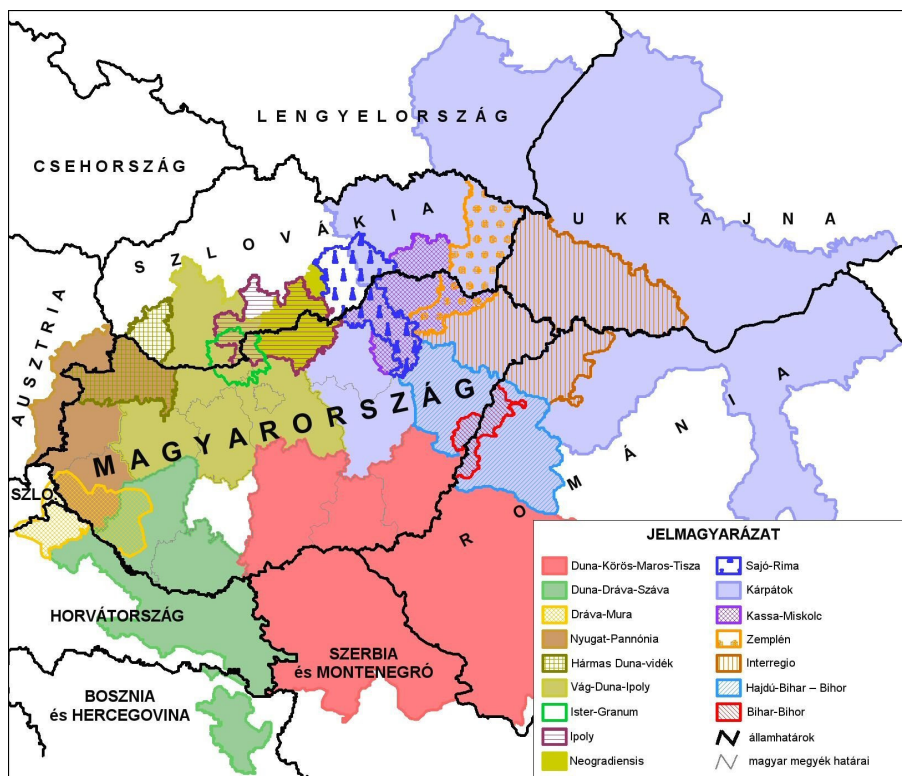 LENGYELORSZÁG
CSEHORSZÁG
SZLOVÁKIA
UKRAJNA
AUSZTRIA
MAGYARORSZÁG
SZLO.
ROMÁNIA
HORVÁTORSZÁG
SZERBIA
és MONTENEGRÓ
BOSZNIA
és HERCEGOVINA
JELMAGYARÁZAT
Duna-Körös-Maros-Tisza
Duna-Dráva-Száva
Dráva-Mura
Nyugat-Pannónia
Hármas Duna-vidék
Vág-Duna-Ipoly
Ister-Granum
Ipoly
Neogradiensis
Sajó-Rima
Kárpátok
Kassa-Miskolc
Zemplén
Interregio
Hajdú-Bihar – Bihor
Bihar-Bihor
államhatárok
magyar megyék határai